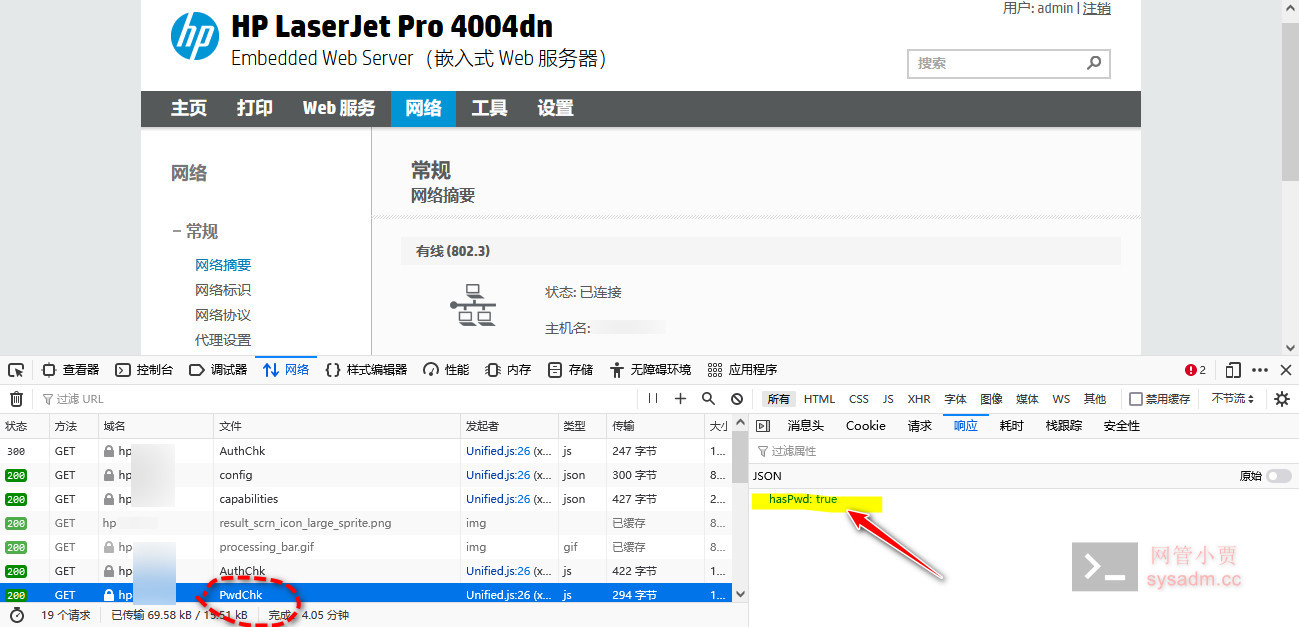 用户: admin | 注销
hp
HP LaserJet Pro 4004dn
Embedded Web Server（嵌入式 Web 服务器）
搜索
主页 打印 Web 服务 网络 工具 设置
网络
常规
网络摘要
− 常规
有线 (802.3)
网络摘要
网络标识
状态: 已连接
网络协议
主机名:
代理设置
查看器 控制台 调试器 网络 {} 样式编辑器 性能 内存 存储 无障碍环境 应用程序 2
过滤 URL
所有 HTML CSS JS XHR 字体 图像 媒体 WS 其他 禁用缓存 不节流
状态 方法 域名 文件 发起者 类型 传输 大小
消息头 Cookie 请求 响应 耗时 栈跟踪 安全性
300 GET hp AuthChk Unified.js:26 (x... js 247 字节 1...
过滤属性
200 GET hp config Unified.js:26 (x... json 300 字节 8...
JSON 原始
200 GET hp capabilities Unified.js:26 (x... json 427 字节 2...
hasPwd: true
200 GET hp result_scrn_icon_large_sprite.png img 已缓存 8...
200 GET hp processing_bar.gif img gif 已缓存 8...
200 GET hp AuthChk Unified.js:26 (x... js 422 字节 1...
200 GET hp PwdChk Unified.js:26 (x... js 294 字节 1...
网管小贾
sysadm.cc
19 个请求 已传输 69.58 kB / 15.51 kB 完成: 4.05 分钟